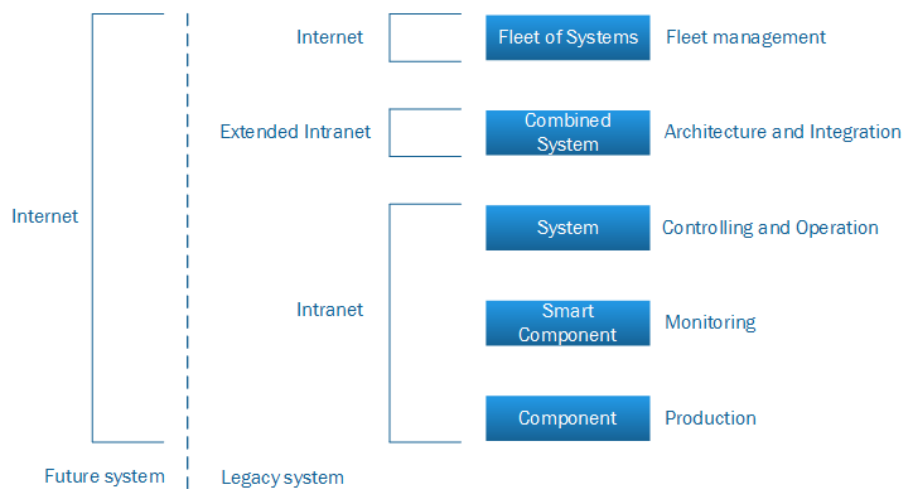 Internet
Fleet of Systems
Fleet management
Extended Intranet
Combined
System
Architecture and Integration
Internet
System
Controlling and Operation
Intranet
Smart
Component
Monitoring
Component
Production
Future system
Legacy system